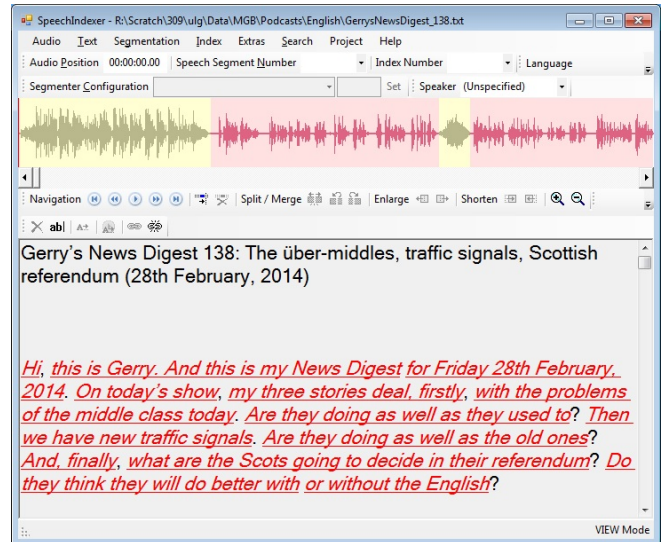 SpeechIndexer - R:\Scratch\309\ulg\Data\MGB\Podcasts\English\GerrysNewsDigest_138.txt
Audio Text Segmentation Index Extras Search Project Help
Audio Position 00:00:00.00 Speech Segment Number Index Number Language
Segmenter Configuration Set Speaker (Unspecified)
Navigation Split / Merge Enlarge Shorten
ab| A±
Gerry's News Digest 138: The über-middles, traffic signals, Scottish
referendum (28th February, 2014)
Hi, this is Gerry. And this is my News Digest for Friday 28th February,
2014. On today's show, my three stories deal, firstly, with the problems
of the middle class today. Are they doing as well as they used to? Then
we have new traffic signals. Are they doing as well as the old ones?
And, finally, what are the Scots going to decide in their referendum? Do
they think they will do better with or without the English?
VIEW Mode